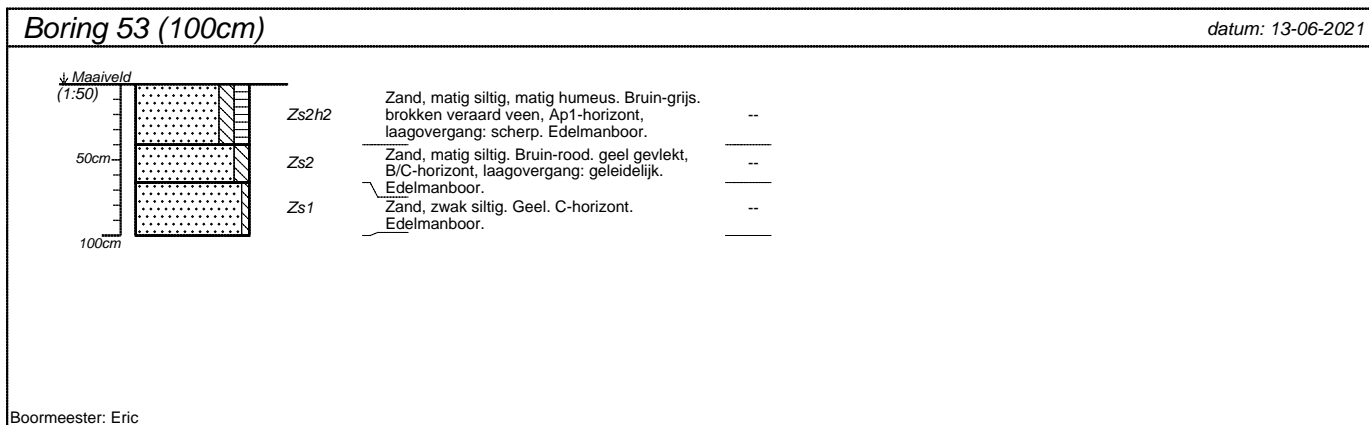 Boring 53 (100cm)
datum: 13-06-2021
Maaiveld
(1:50)
Zs2h2
Zand, matig siltig, matig humeus. Bruin-grijs.
brokken veraard veen, Ap1-horizont,
laagovergang: scherp. Edelmanboor.
--
50cm
Zs2
Zand, matig siltig. Bruin-rood. geel gevlekt,
B/C-horizont, laagovergang: geleidelijk.
Edelmanboor.
--
Zs1
Zand, zwak siltig. Geel. C-horizont.
Edelmanboor.
--
100cm
Boormeester: Eric